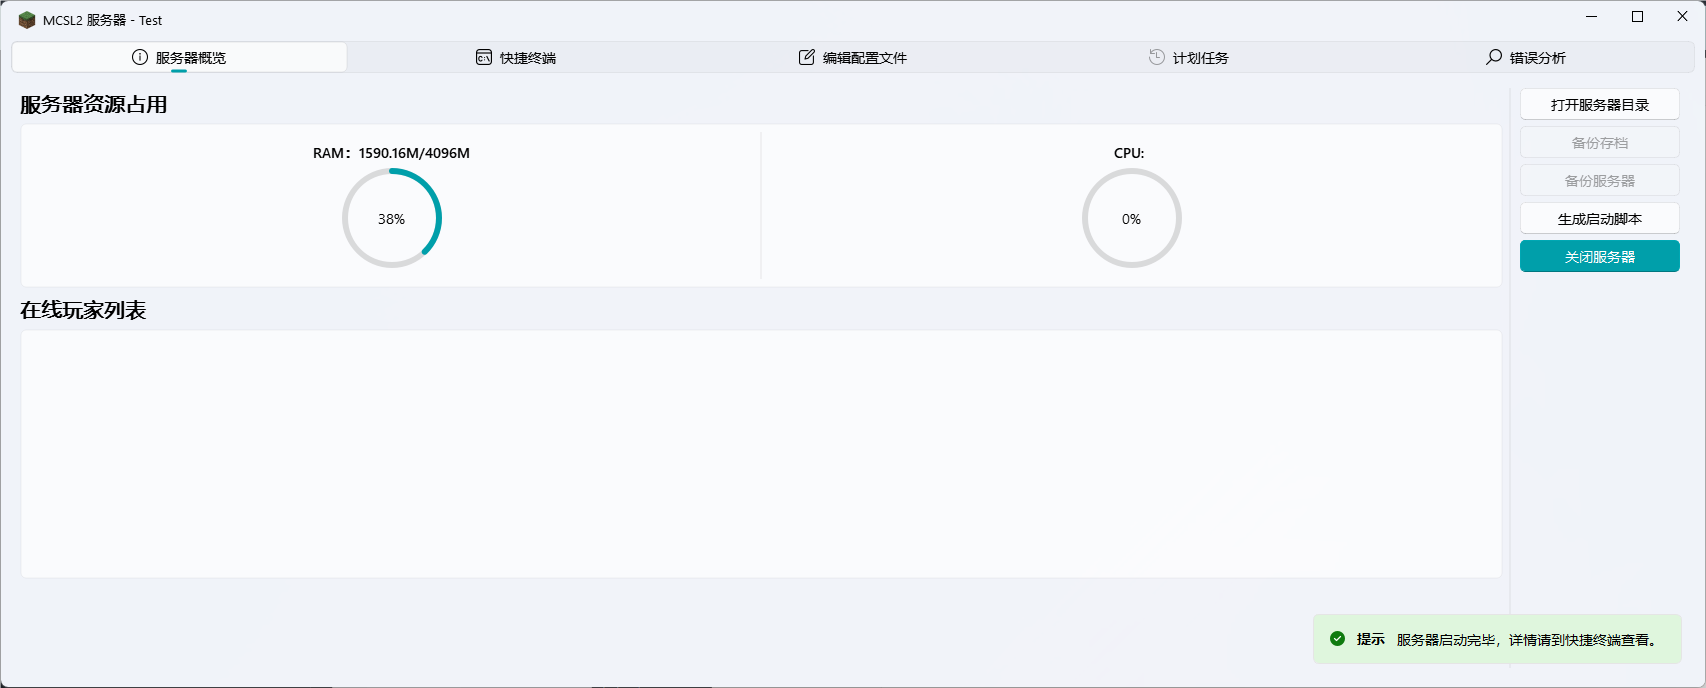 MCSL2 服务器 - Test
服务器概览
快捷终端
编辑配置文件
计划任务
错误分析
服务器资源占用
RAM：1590.16M/4096M
38%
CPU:
0%
在线玩家列表
打开服务器目录
备份存档
备份服务器
生成启动脚本
关闭服务器
提示 服务器启动完毕，详情请到快捷终端查看。